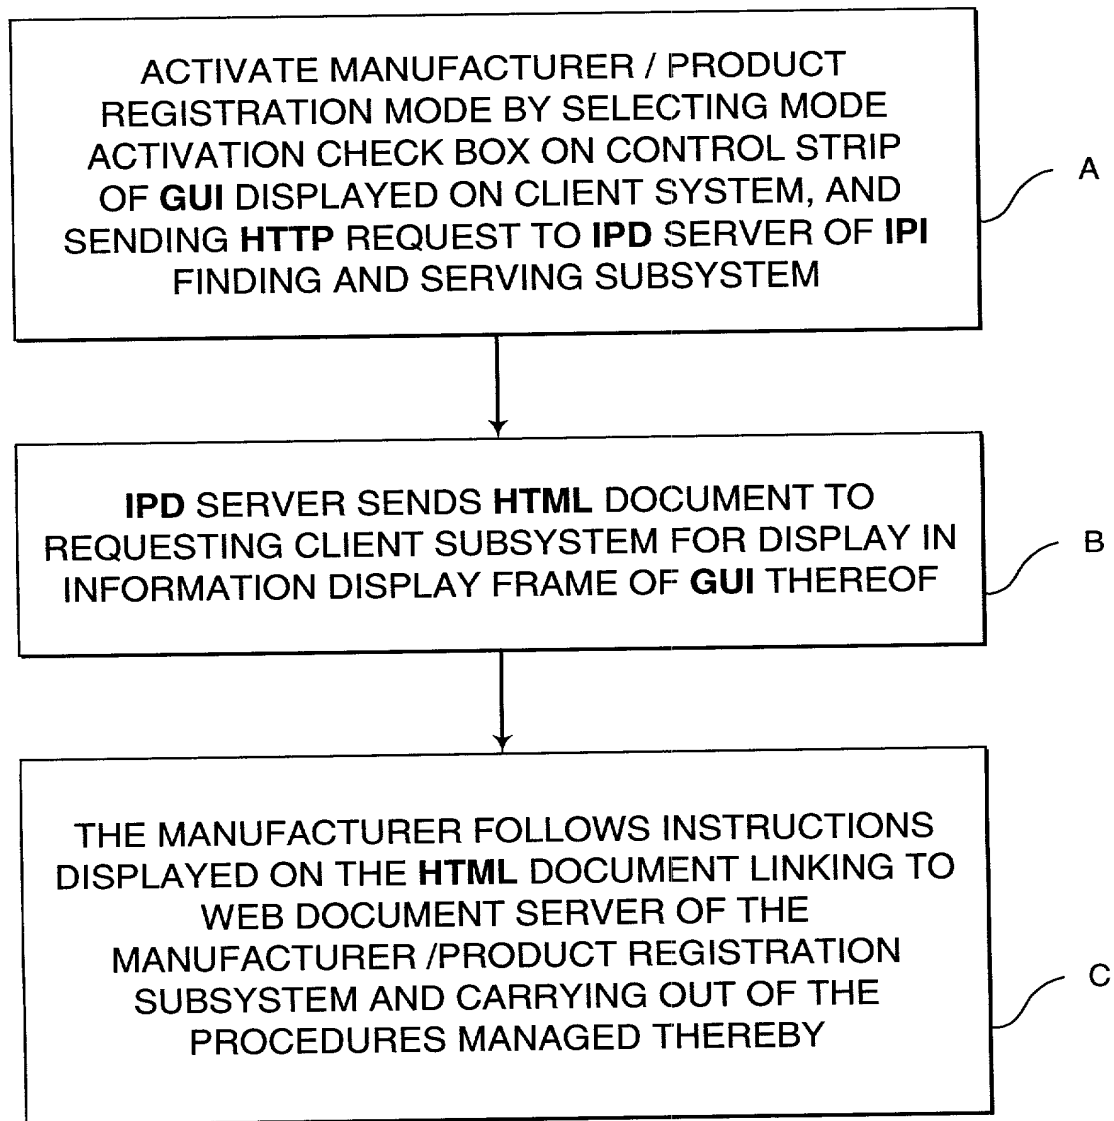 ACTIVATE MANUFACTURER / PRODUCT
REGISTRATION MODE BY SELECTING MODE
ACTIVATION CHECK BOX ON CONTROL STRIP
OF GUI DISPLAYED ON CLIENT SYSTEM, AND
SENDING HTTP REQUEST TO IPD SERVER OF IPI
FINDING AND SERVING SUBSYSTEM
A
IPD SERVER SENDS HTML DOCUMENT TO
REQUESTING CLIENT SUBSYSTEM FOR DISPLAY IN
INFORMATION DISPLAY FRAME OF GUI THEREOF
B
THE MANUFACTURER FOLLOWS INSTRUCTIONS
DISPLAYED ON THE HTML DOCUMENT LINKING TO
WEB DOCUMENT SERVER OF THE
MANUFACTURER /PRODUCT REGISTRATION
SUBSYSTEM AND CARRYING OUT OF THE
PROCEDURES MANAGED THEREBY
C